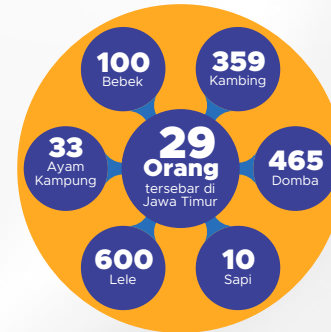 100
Bebek
359
Kambing
33
Ayam
Kampung
29
Orang
tersebar di
Jawa Timur
465
Domba
600
Lele
10
Sapi